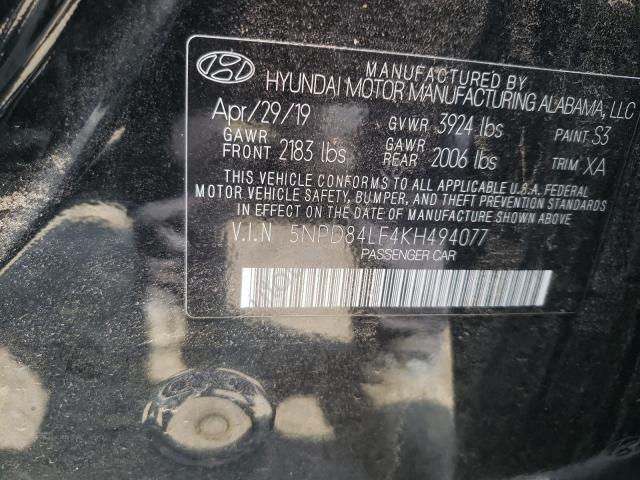 MANUFACTURED BY
HYUNDAI MOTOR MANUFACTURING ALABAMA, LLC
Apr/29/19 GVWR 3924 lbs PAINT S3
GAWR FRONT 2183 lbs GAWR REAR 2006 lbs TRIM XA
THIS VEHICLE CONFORMS TO ALL APPLICABLE U.S.A. FEDERAL
MOTOR VEHICLE SAFETY, BUMPER, AND THEFT PREVENTION
STANDARDS IN EFFECT ON THE DATE OF MANUFACTURE SHOWN ABOVE
V.I.N 5NPD84LF4KH494077
PASSENGER CAR